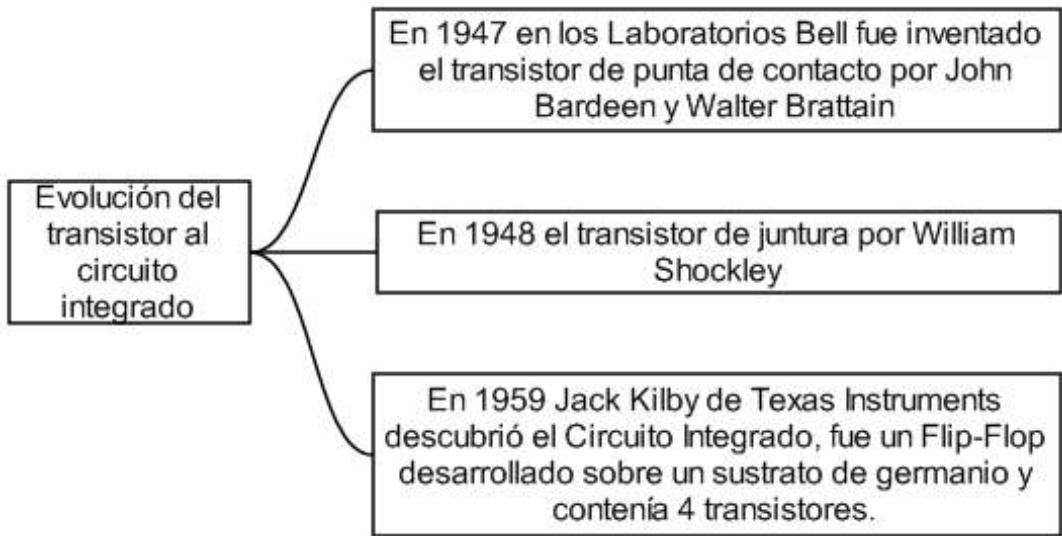 En 1947 en los Laboratorios Bell fue inventado
el transistor de punta de contacto por John
Bardeen y Walter Brattain
Evolución del
transistor al
circuito
integrado
En 1948 el transistor de juntura por William
Shockley
En 1959 Jack Kilby de Texas Instruments
descubrió el Circuito Integrado, fue un Flip-Flop
desarrollado sobre un sustrato de germanio y
contenía 4 transistores.